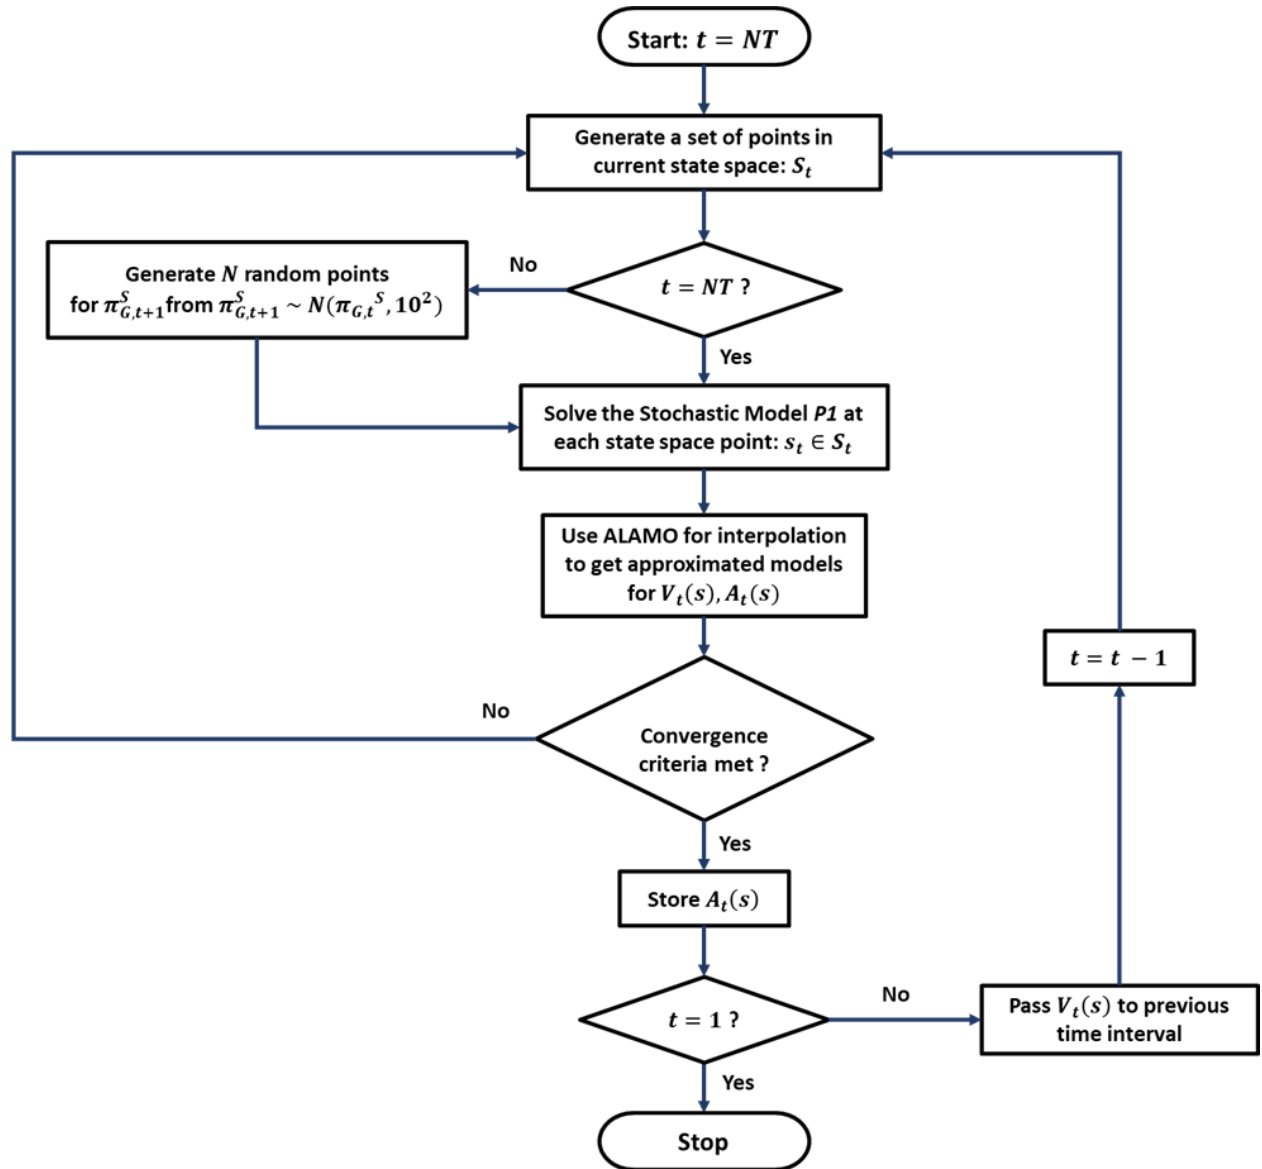 Start: t = NT
Generate a set of points in
current state space: S_t
No
t = NT ?
Generate N random points
for π^S_{G,t+1}from π^S_{G,t+1} ~ N(π_{G,t}^S, 10^2)
Yes
Solve the Stochastic Model P1 at
each state space point: s_t ∈ S_t
Use ALAMO for interpolation
to get approximated models
for V_t(s), A_t(s)
t = t − 1
No
Convergence
criteria met ?
Yes
Store A_t(s)
t = 1 ?
No
Pass V_t(s) to previous
time interval
Yes
Stop